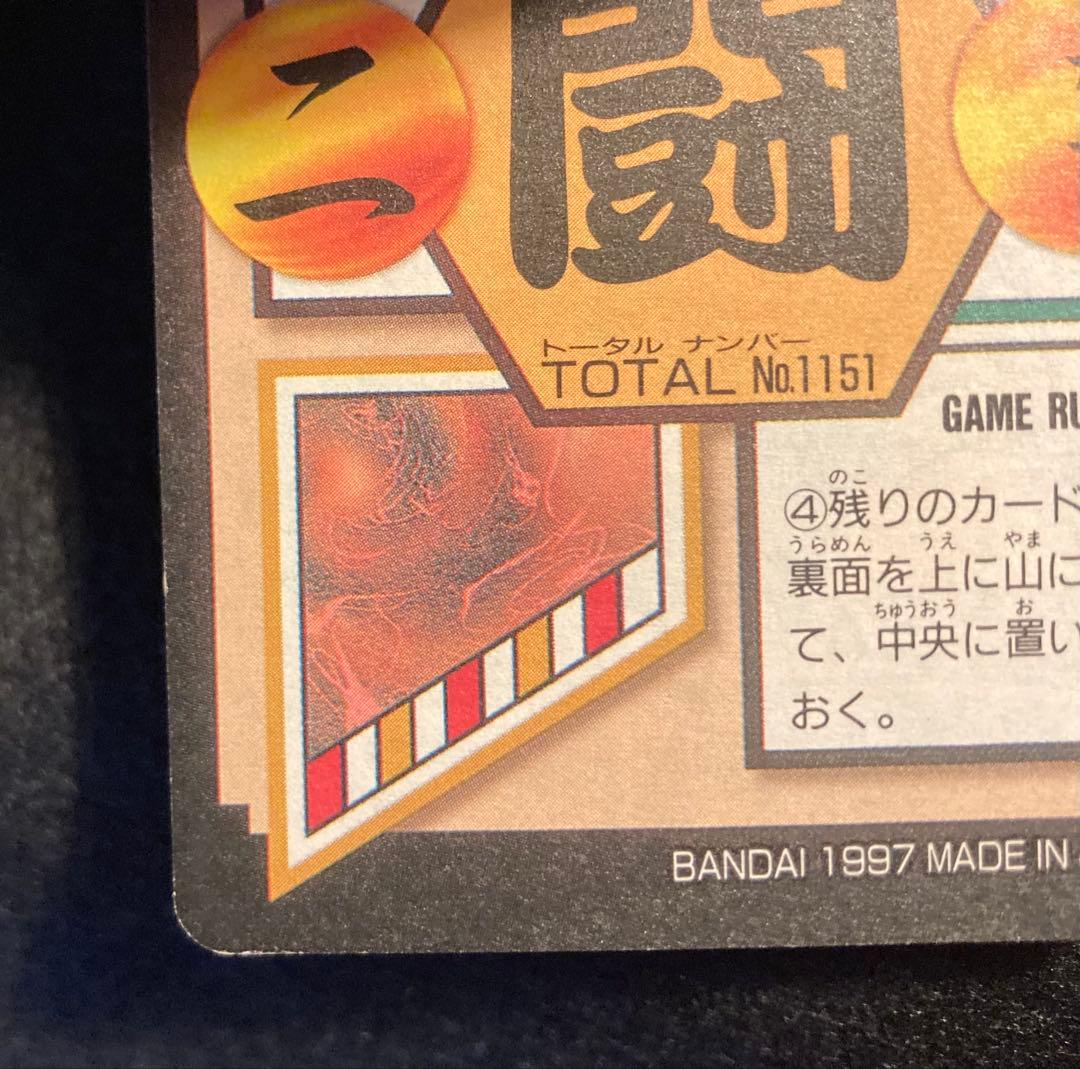 二
闘
トータル ナンバー
TOTAL No.1151
GAME
のこ
④残りのカード
うらめん うえ やま
裏面を上に山に
ちゅうおう お
て、中央に置い
おく。
BANDAI 1997 MADE IN